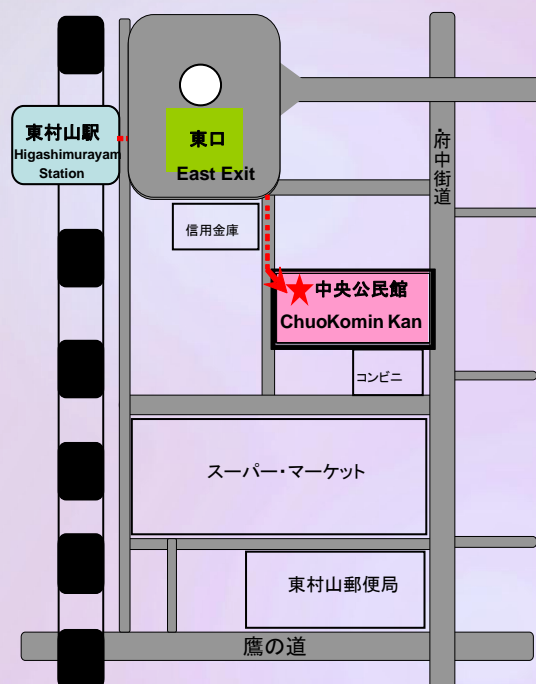 東村山駅
Higashimurayam
Station
東口
East Exit
府中街道
信用金庫
中央公民館
ChuoKomin Kan
コンビニ
スーパー・マーケット
東村山郵便局
鷹の道